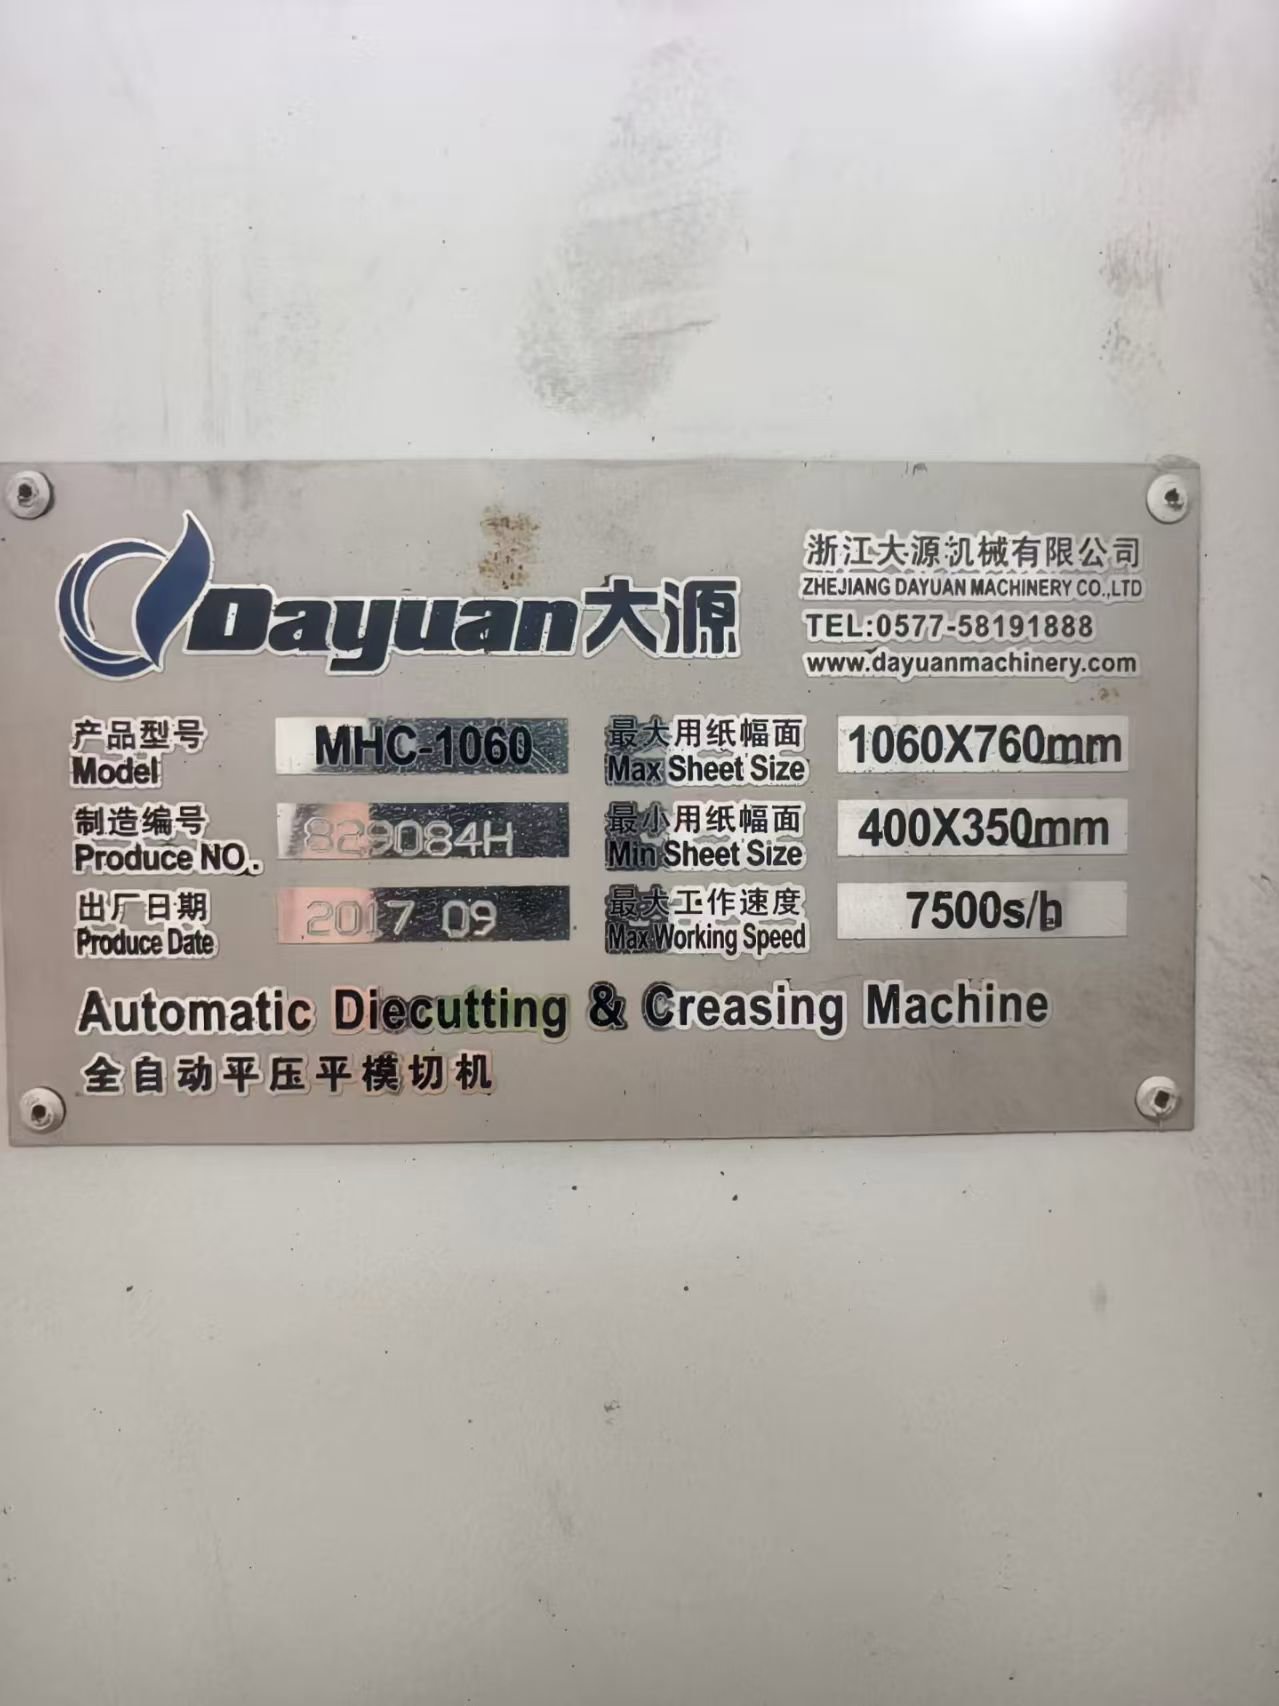 Dayuan大源
浙江大源机械有限公司
ZHEJIANG DAYUAN MACHINERY CO.,LTD
TEL:0577-58191888
www.dayuanmachinery.com
产品型号 MHC-1060 最大用纸幅面 1060X760mm
Model Max Sheet Size
制造编号 829084H 最小用纸幅面 400X350mm
Produce NO. Min Sheet Size
出厂日期 2017 09 最大工作速度 7500s/h
Produce Date Max Working Speed
Automatic Diecutting & Creasing Machine
全自动平压平模切机